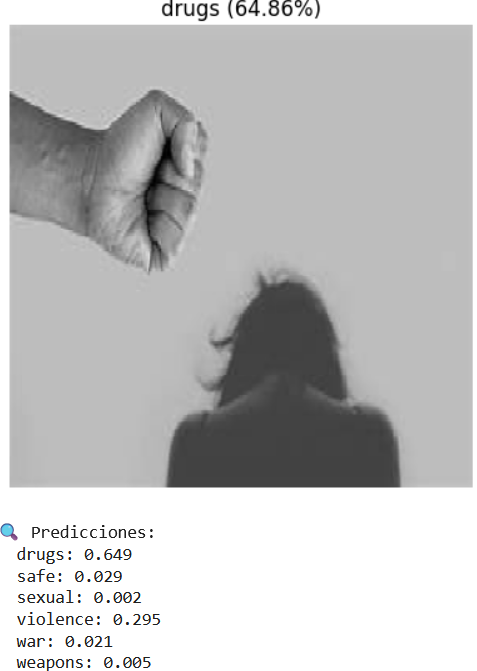 drugs (64.86%)
🔍 Predicciones:
drugs: 0.649
safe: 0.029
sexual: 0.002
violence: 0.295
war: 0.021
weapons: 0.005